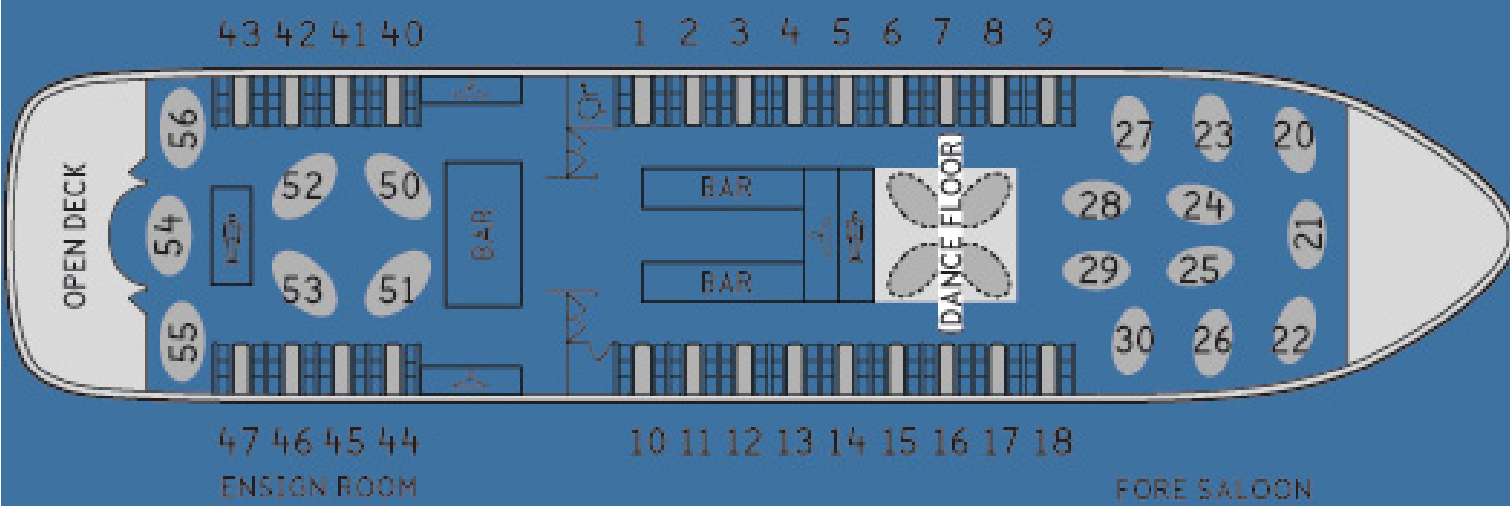 43 42 41 40
1 2 3 4 5 6 7 8 9
56
27 23 20
52 50
BAR
DANCE FLOOR
28 24
OPEN DECK
54
BAR
21
53 51
BAR
29 25
55
30 26 22
47 46 45 44
10 11 12 13 14 15 16 17 18
ENSIGN ROOM
FORE SALOON